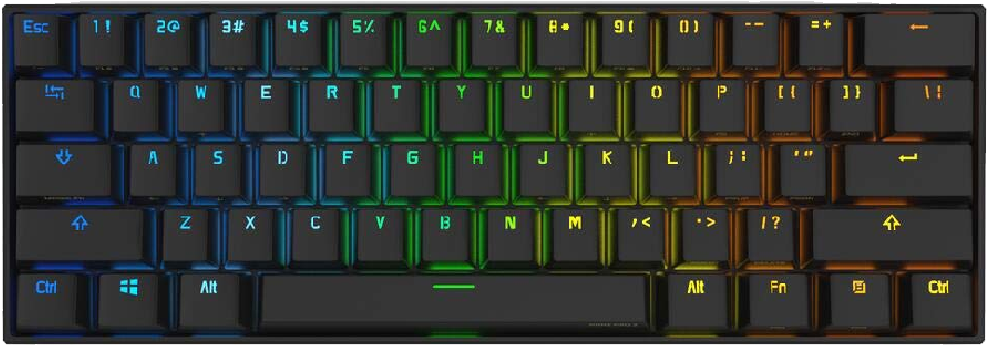 Esc 1! 2@ 3# 4$ 5% 6^ 7& 8* 9( 0) -- =+
Q W E R T Y U I O P [{ ]} \|
A S D F G H J K L ;: '"
Z X C V B N M ,< .> /?
Ctrl Alt Alt Fn Ctrl